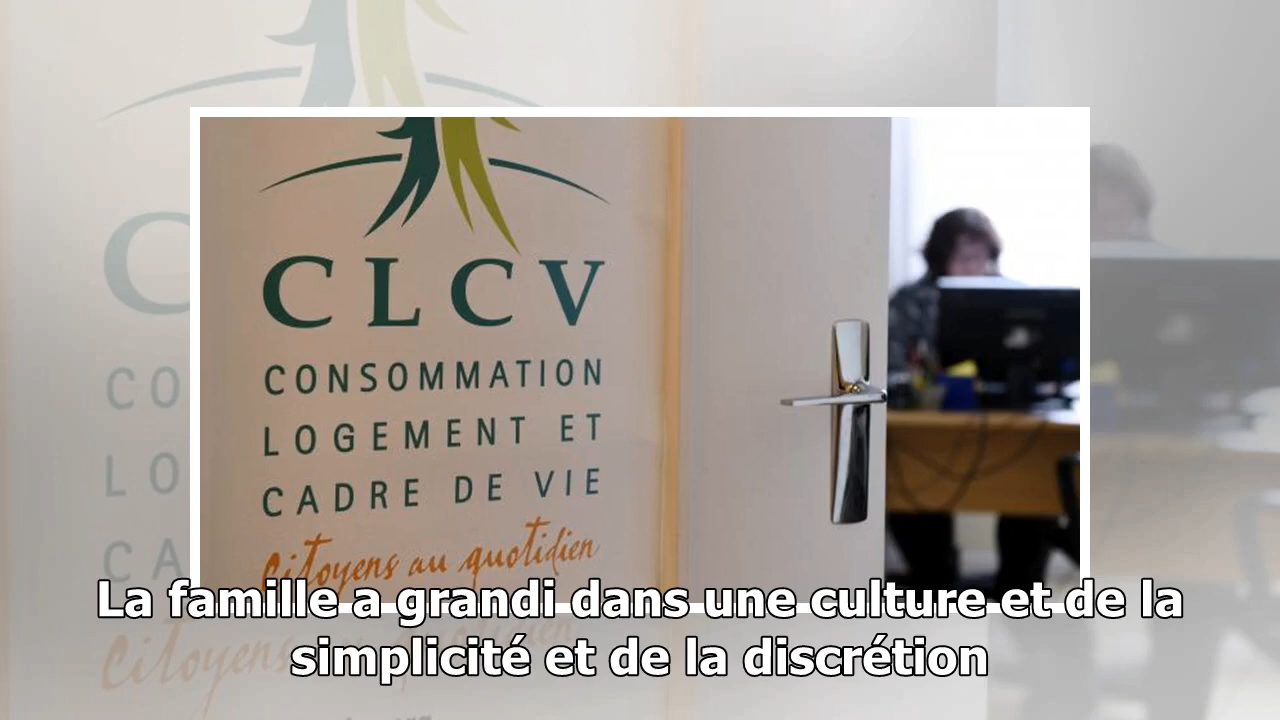 CLCV
CONSOMMATION
LOGEMENT ET
CADRE DE VIE
Citoyens au quotidien
La famille a grandi dans une culture et de la
simplicité et de la discrétion